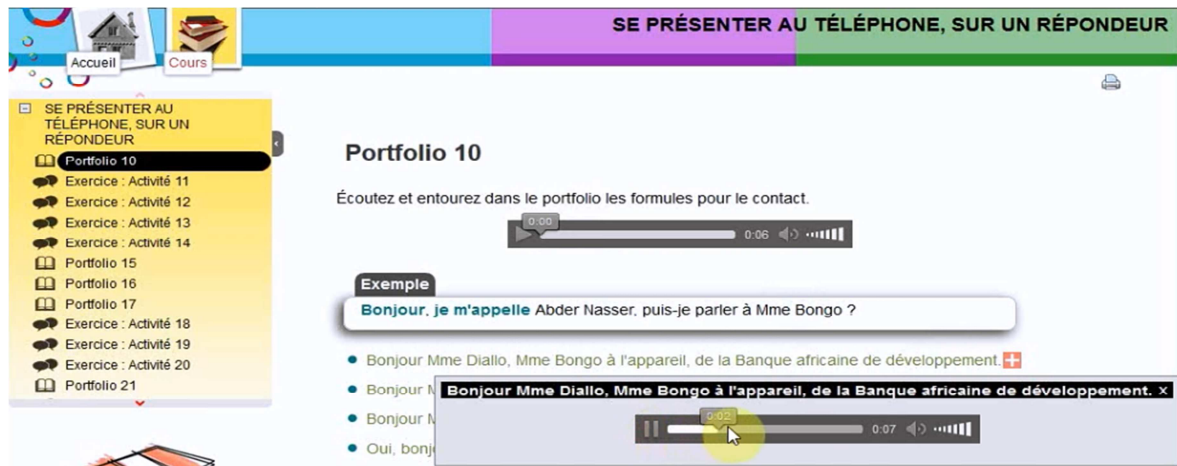 SE PRÉSENTER AU TÉLÉPHONE, SUR UN RÉPONDEUR
Accueil
Cours
SE PRÉSENTER AU
TÉLÉPHONE, SUR UN
RÉPONDEUR
Portfolio 10
Exercice : Activité 11
Exercice : Activité 12
Exercice : Activité 13
Exercice : Activité 14
Portfolio 15
Portfolio 16
Portfolio 17
Exercice : Activité 18
Exercice : Activité 19
Exercice : Activité 20
Portfolio 21
Portfolio 10
Écoutez et entourez dans le portfolio les formules pour le contact.
0:00
0:06
Exemple
Bonjour, je m'appelle Abder Nasser, puis-je parler à Mme Bongo ?
Bonjour Mme Diallo, Mme Bongo à l'appareil, de la Banque africaine de développement.
Bonjour
Bonjour
Oui,
Bonjour Mme Diallo, Mme Bongo à l'appareil, de la Banque africaine de développement. x
0:02
0:07